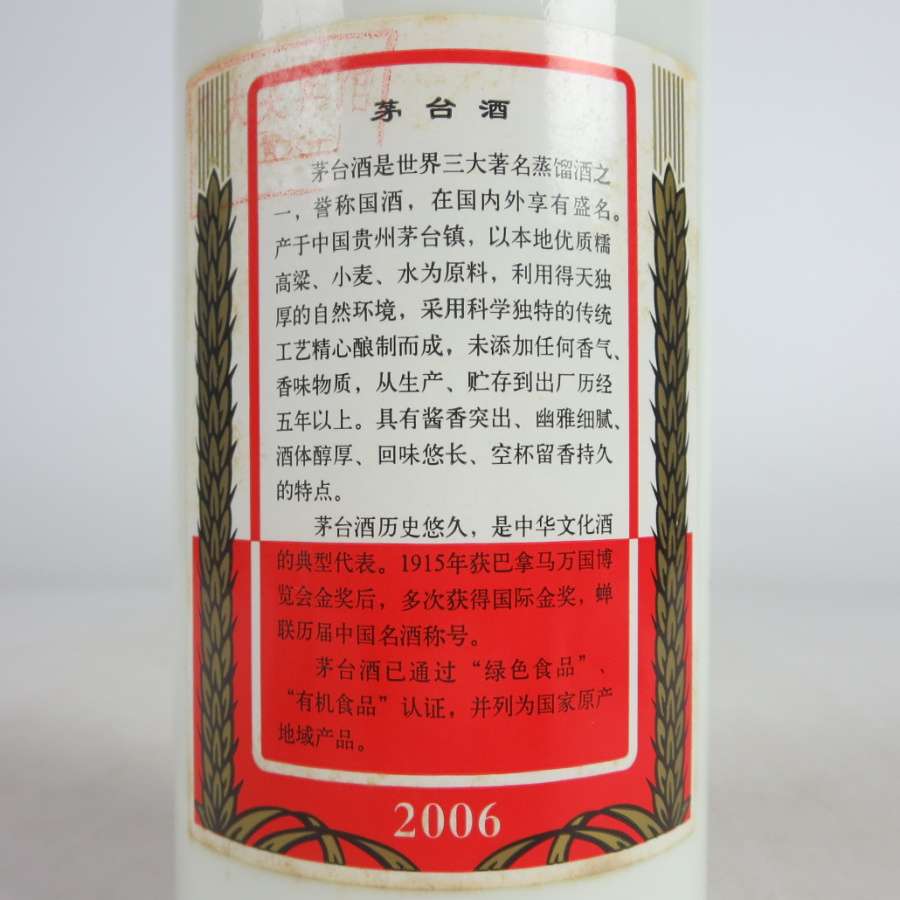 茅台酒
茅台酒是世界三大著名蒸馏酒之
一，誉称国酒，在国内外享有盛名。
产于中国贵州茅台镇，以本地优质糯
高粱、小麦、水为原料，利用得天独
厚的自然环境，采用科学独特的传统
工艺精心酿制而成，未添加任何香气、
香味物质，从生产、贮存到出厂历经
五年以上。具有酱香突出、幽雅细腻、
酒体醇厚、回味悠长、空杯留香持久
的特点。
茅台酒历史悠久，是中华文化酒
的典型代表。1915年获巴拿马万国博
览会金奖后，多次获得国际金奖，蝉
联历届中国名酒称号。
茅台酒已通过“绿色食品”、
“有机食品”认证，并列为国家原产
地域产品。
2006